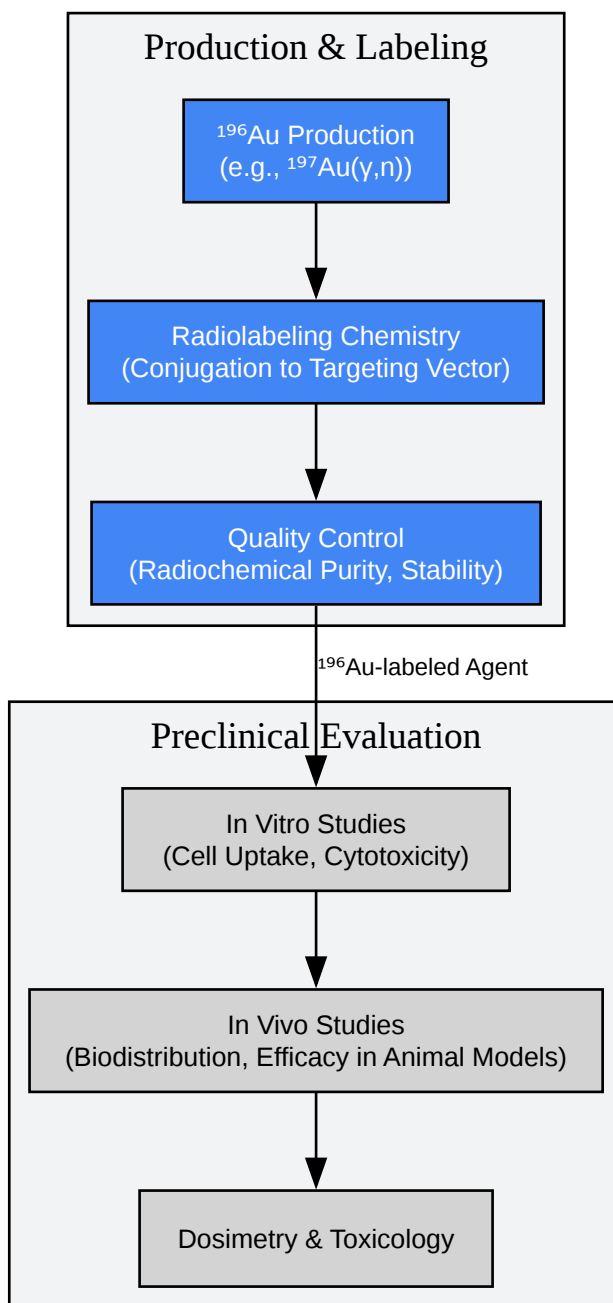 Production & Labeling
¹⁹⁶Au Production
(e.g., ¹⁹⁷Au(γ,n))
Radiolabeling Chemistry
(Conjugation to Targeting Vector)
Quality Control
(Radiochemical Purity, Stability)
¹⁹⁶Au-labeled Agent
Preclinical Evaluation
In Vitro Studies
(Cell Uptake, Cytotoxicity)
In Vivo Studies
(Biodistribution, Efficacy in Animal Models)
Dosimetry & Toxicology